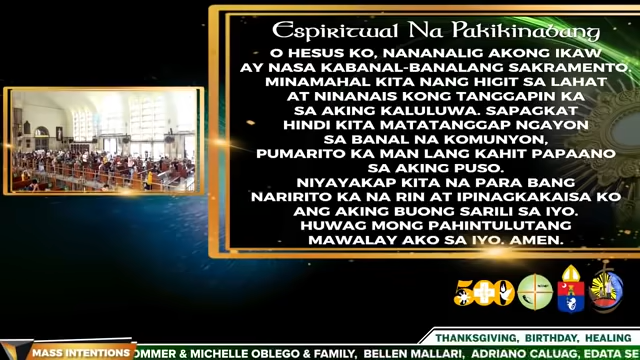 Espiritwal Na Pakikinabang
O HESUS KO, NANANALIG AKONG IKAW
AY NASA KABANAL-BANALANG SAKRAMENTO,
MINAMAHAL KITA NANG HIGIT SA LAHAT
AT NINANAIS KONG TANGGAPIN KA
SA AKING KALULUWA. SAPAGKAT
HINDI KITA MATATANGGAP NGAYON
SA BANAL NA KOMUNYON,
PUMARITO KA MAN LANG KAHIT PAPAANO
SA AKING PUSO.
NIYAYAKAP KITA NA PARA BANG
NARIRITO KA NA RIN AT IPINAGKAKAISA KO
ANG AKING BUONG SARILI SA IYO.
HUWAG MONG PAHINTULUTANG
MAWALAY AKO SA IYO. AMEN.
500
THANKSGIVING, BIRTHDAY, HEALING
MASS INTENTIONS
OMMER & MICHELLE OBLEGO & FAMILY, BELLEN MALLARI, ADRIANO CALUAG, EDATA SE